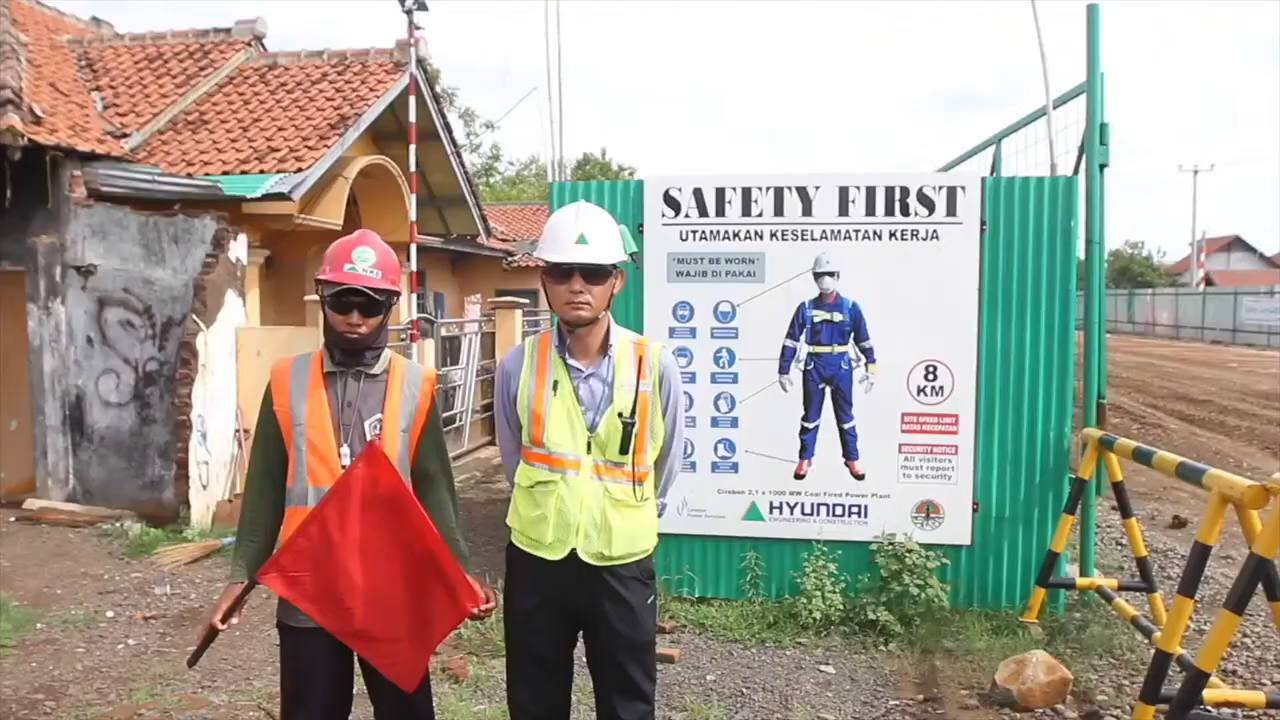 SAFETY FIRST
UTAMAKAN KESELAMATAN KERJA
"MUST BE WORN"
WAJIB DI PAKAI
8
KM
SITE SPEED LIMIT
BATAS KECEPATAN
SECURITY NOTICE
All visitors
must report
to security
Cirebon 2,1 x 1000 MW Coal Fired Power Plant
HYUNDAI
ENGINEERING & CONSTRUCTION
NKE